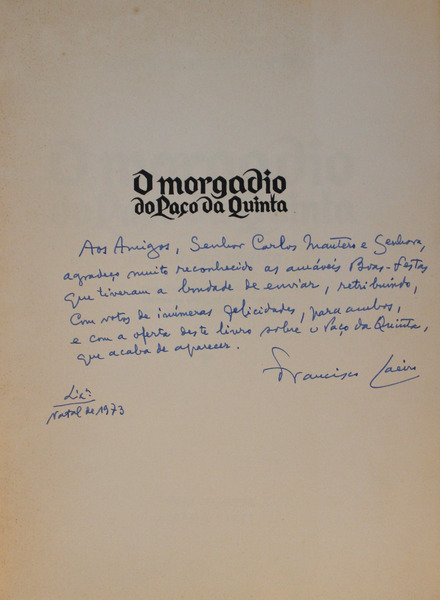 O morgadio
do Paço da Quinta
Aos Amigos, Senhor Carlos Mantero e Senhora,
agradeço muito reconhecido as amáveis Boas-Festas
que tiveram a bondade de enviar, retribuindo,
com votos de inúmeras felicidades, para ambos,
e com a oferta deste livro sobre o Paço da Quinta,
que acaba de aparecer.
Francisco
Lxª.
Natal de 1973